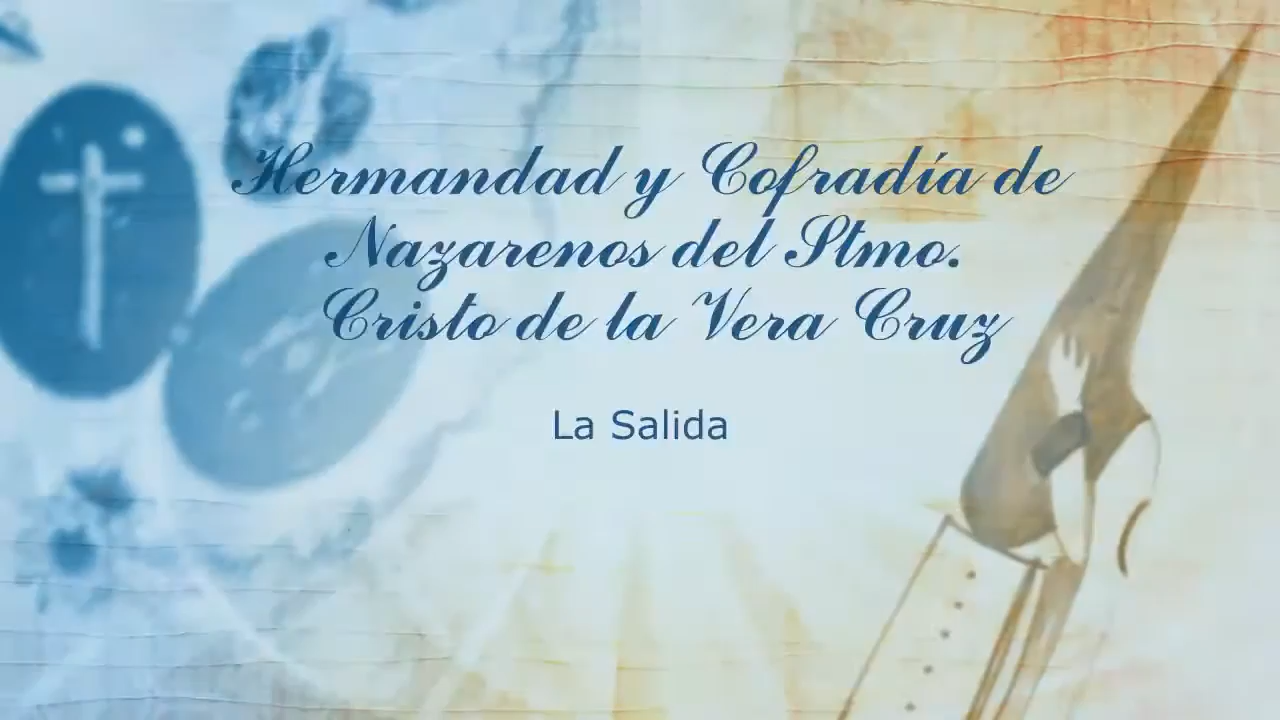 Hermandad y Cofradía de
Nazarenos del Stmo.
Cristo de la Vera Cruz
La Salida